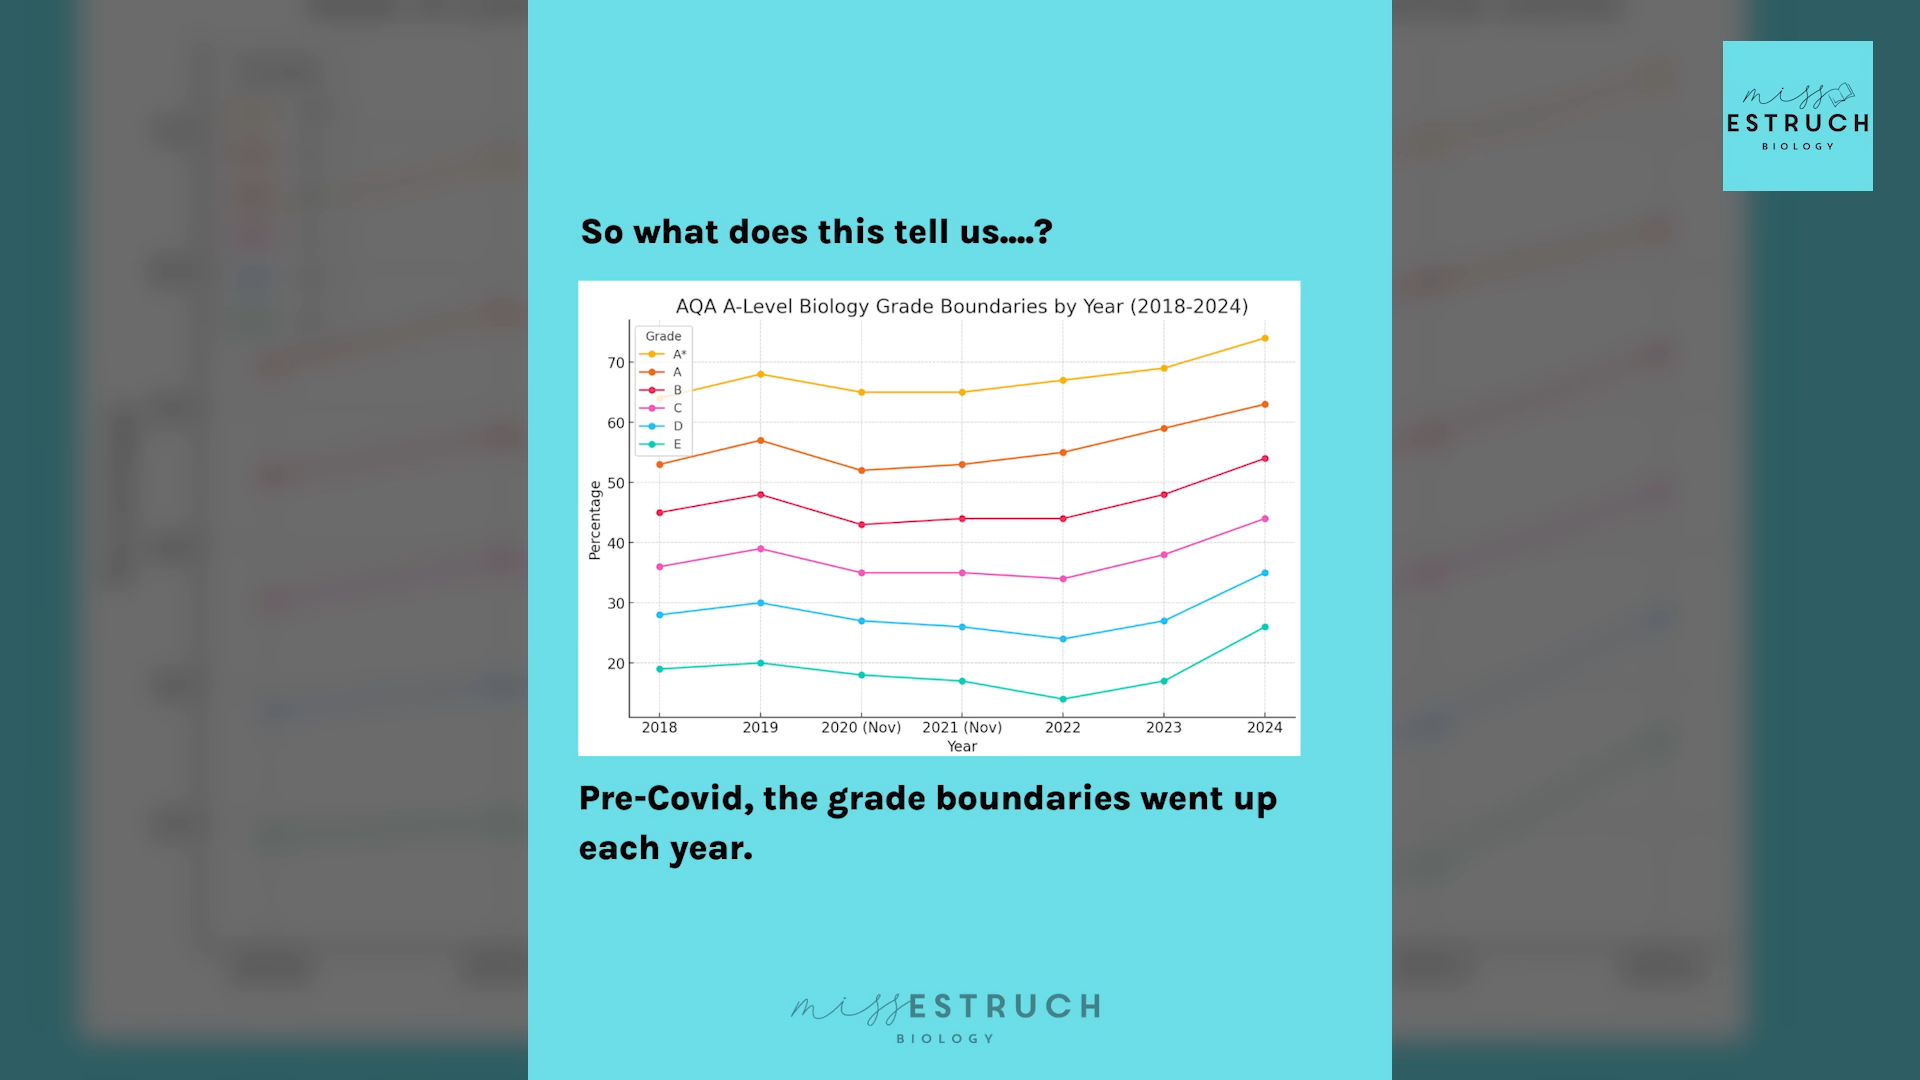 miss
ESTRUCH
BIOLOGY
So what does this tell us....?
AQA A-Level Biology Grade Boundaries by Year (2018-2024)
Grade
A*
A
B
C
D
E
Percentage
70
60
50
40
30
20
2018 2019 2020 (Nov) 2021 (Nov) 2022 2023 2024
Year
Pre-Covid, the grade boundaries went up
each year.
miss ESTRUCH
BIOLOGY